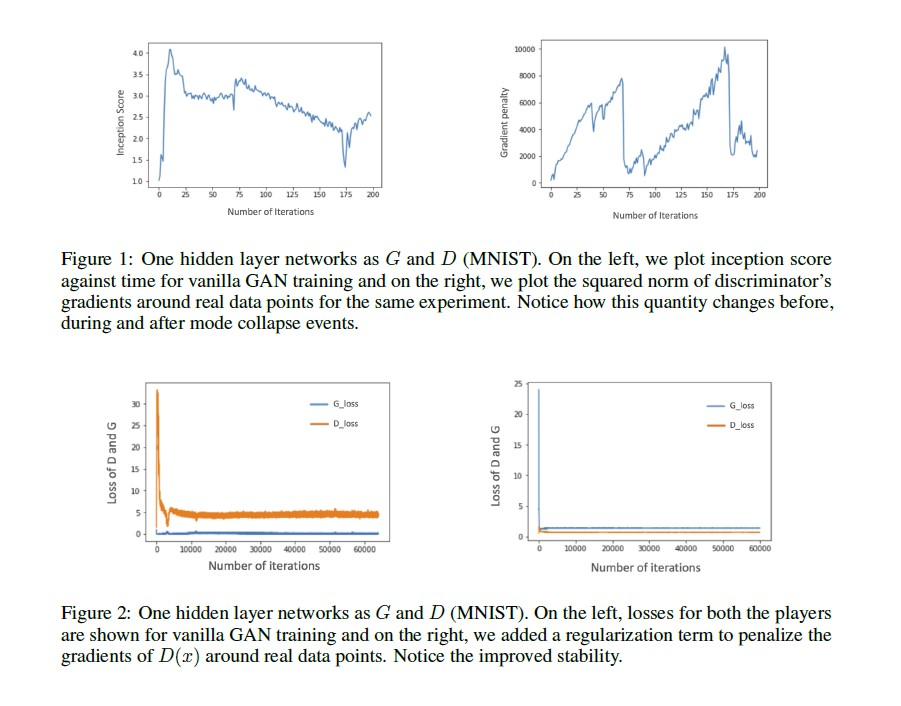 4.0
3.5
3.0
2.5
2.0
1.5
1.0
Inception Score
0 25 50 75 100 125 150 175 200
Number of Iterations
10000
8000
6000
4000
2000
0
Gradient penalty
0 25 50 75 100 125 150 175 200
Number of Iterations
Figure 1: One hidden layer networks as G and D (MNIST). On the left, we plot inception score
against time for vanilla GAN training and on the right, we plot the squared norm of discriminator's
gradients around real data points for the same experiment. Notice how this quantity changes before,
during and after mode collapse events.
30
25
20
15
10
5
0
Loss of D and G
G_loss
D_loss
0 10000 20000 30000 40000 50000 60000
Number of iterations
25
20
15
10
5
0
Loss of D and G
G_loss
D_loss
0 10000 20000 30000 40000 50000 60000
Number of iterations
Figure 2: One hidden layer networks as G and D (MNIST). On the left, losses for both the players
are shown for vanilla GAN training and on the right, we added a regularization term to penalize the
gradients of D(x) around real data points. Notice the improved stability.